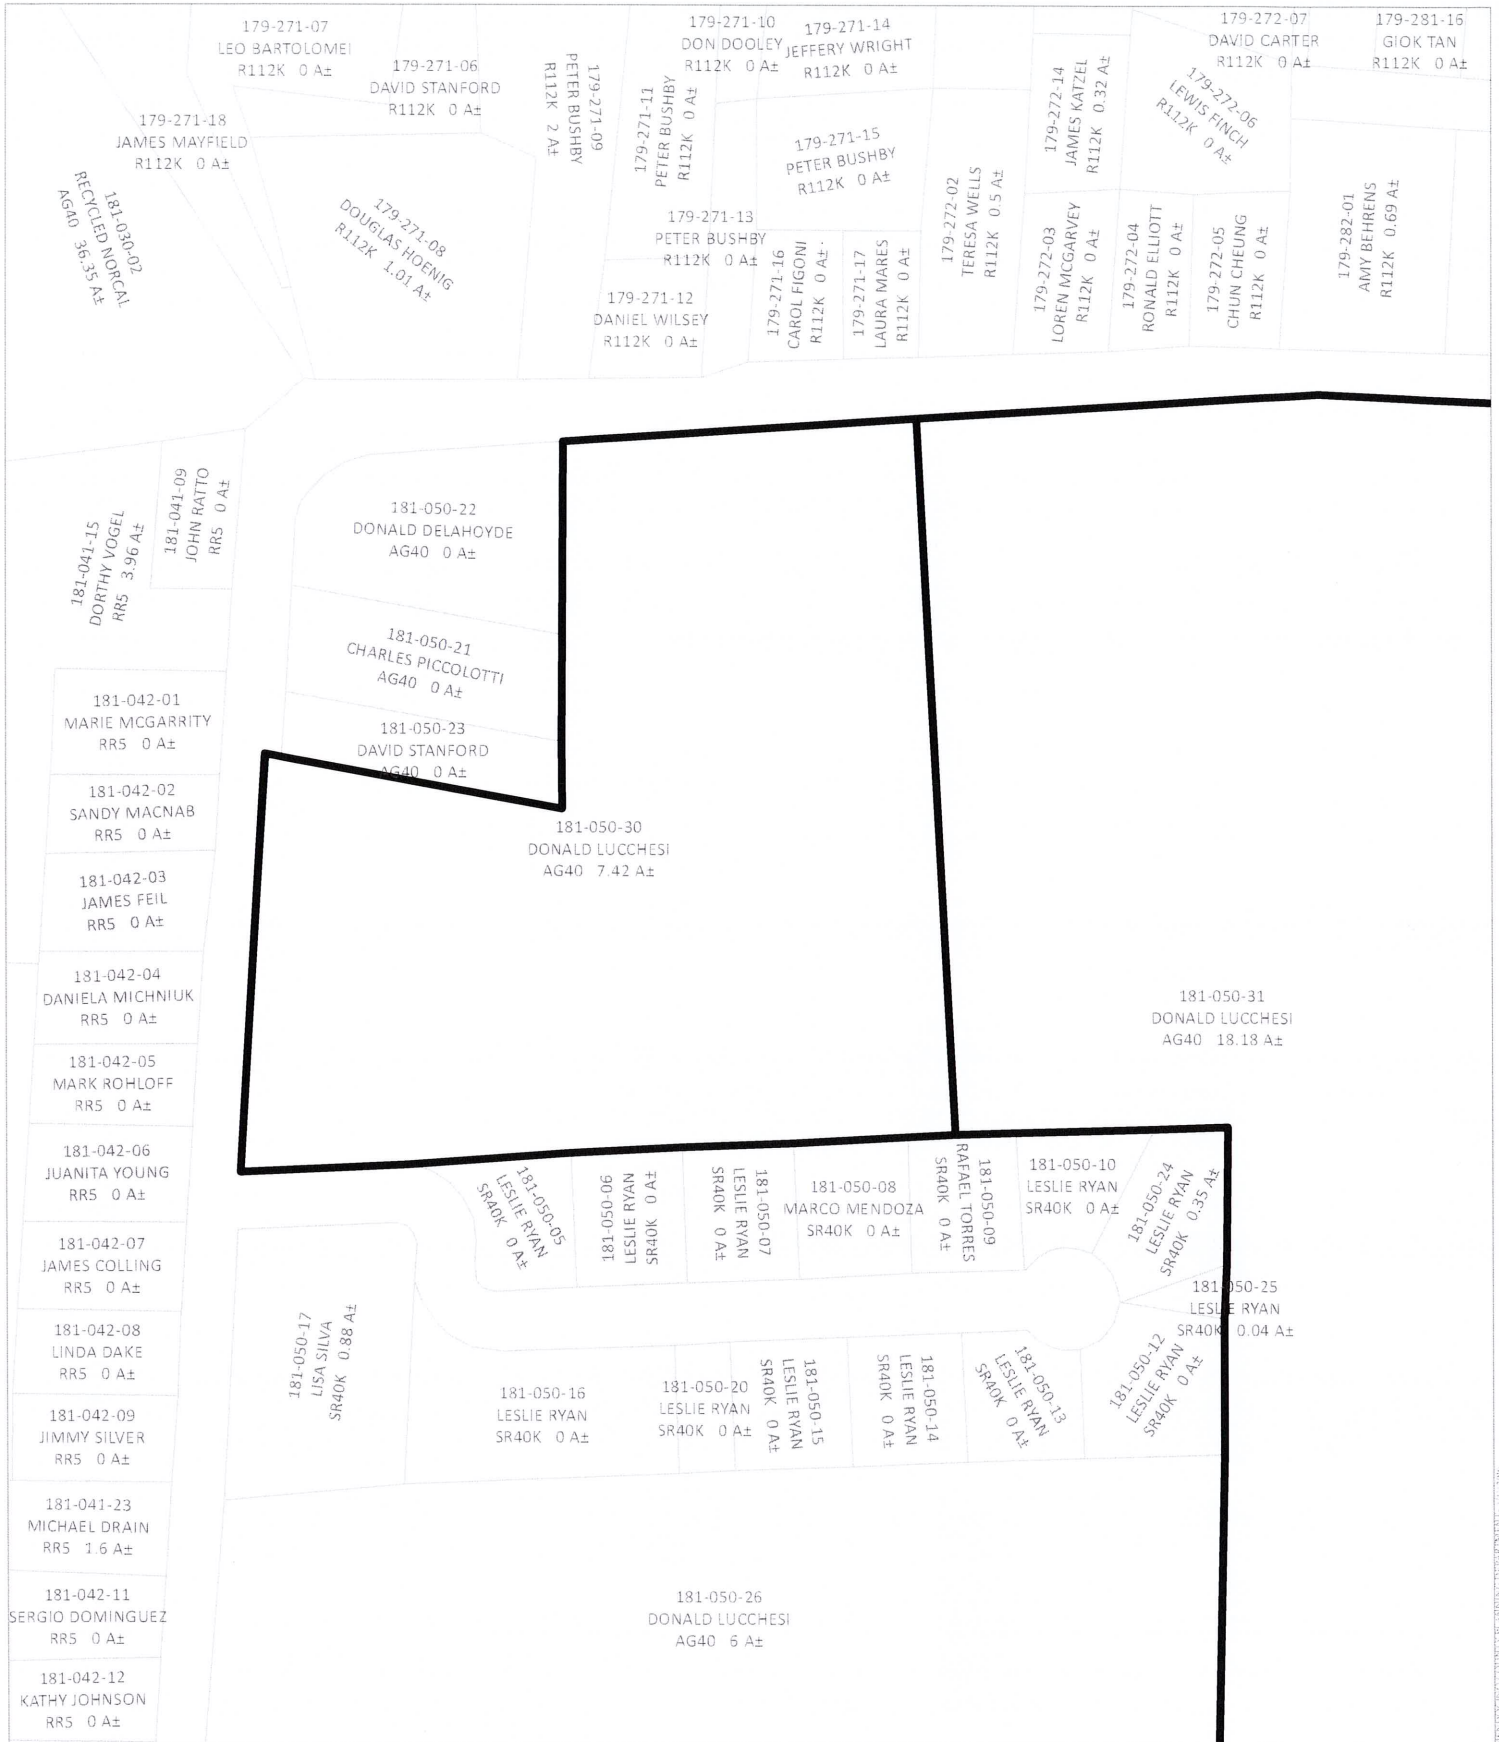 179-271-07
LEO BARTOLOMEI
R112K 0 A±
179-271-06
DAVID STANFORD
R112K 0 A±
179-271-09
PETER BUSHBY
R112K 2 A±
179-271-10
DON DOOLEY
R112K 0 A±
179-271-14
JEFFERY WRIGHT
R112K 0 A±
179-272-07
DAVID CARTER
R112K 0 A±
179-281-16
GIOK TAN
R112K 0 A±
179-271-18
JAMES MAYFIELD
R112K 0 A±
179-271-11
PETER BUSHBY
R112K 0 A±
179-272-14
JAMES KATZEL
R112K 0.32 A±
179-272-06
LEWIS FINCH
R112K 0 A±
181-030-02
RECYCLED NORCAL
AG40 36.35 A±
179-271-08
DOUGLAS HOENIG
R112K 1.01 A±
179-271-15
PETER BUSHBY
R112K 0 A±
179-271-13
PETER BUSHBY
R112K 0 A±
179-272-02
TERESA WELLS
R112K 0.5 A±
179-271-12
DANIEL WILSEY
R112K 0 A±
179-271-16
CAROL FIGONI
R112K 0 A±
179-271-17
LAURA MARES
R112K 0 A±
179-272-03
LOREN MCGARVEY
R112K 0 A±
179-272-04
RONALD ELLIOTT
R112K 0 A±
179-272-05
CHUN CHEUNG
R112K 0 A±
179-282-01
AMY BEHRENS
R112K 0.69 A±
181-041-15
DORTHY VOGEL
RR5 3.96 A±
181-041-09
JOHN RATTO
RR5 0 A±
181-050-22
DONALD DELAHOYDE
AG40 0 A±
181-050-21
CHARLES PICCOLOTTI
AG40 0 A±
181-050-23
DAVID STANFORD
AG40 0 A±
181-042-01
MARIE MCGARRITY
RR5 0 A±
181-042-02
SANDY MACNAB
RR5 0 A±
181-050-30
DONALD LUCCHESI
AG40 7.42 A±
181-042-03
JAMES FEIL
RR5 0 A±
181-042-04
DANIELA MICHNIUK
RR5 0 A±
181-050-31
DONALD LUCCHESI
AG40 18.18 A±
181-042-05
MARK ROHLOFF
RR5 0 A±
181-042-06
JUANITA YOUNG
RR5 0 A±
181-050-05
LESLIE RYAN
SR40K 0 A±
181-050-06
LESLIE RYAN
SR40K 0 A±
181-050-07
LESLIE RYAN
SR40K 0 A±
181-050-08
MARCO MENDOZA
SR40K 0 A±
181-050-09
RAFAEL TORRES
SR40K 0 A±
181-050-10
LESLIE RYAN
SR40K 0 A±
181-050-24
LESLIE RYAN
SR40K 0.35 A±
181-042-07
JAMES COLLING
RR5 0 A±
181-050-25
LESLIE RYAN
SR40K 0.04 A±
181-042-08
LINDA DAKE
RR5 0 A±
181-050-17
LISA SILVA
SR40K 0.88 A±
181-050-16
LESLIE RYAN
SR40K 0 A±
181-050-20
LESLIE RYAN
SR40K 0 A±
181-050-15
LESLIE RYAN
SR40K 0 A±
181-050-14
LESLIE RYAN
SR40K 0 A±
181-050-13
LESLIE RYAN
SR40K 0 A±
181-050-12
LESLIE RYAN
SR40K 0 A±
181-042-09
JIMMY SILVER
RR5 0 A±
181-041-23
MICHAEL DRAIN
RR5 1.6 A±
181-042-11
SERGIO DOMINGUEZ
RR5 0 A±
181-050-26
DONALD LUCCHESI
AG40 6 A±
181-042-12
KATHY JOHNSON
RR5 0 A±